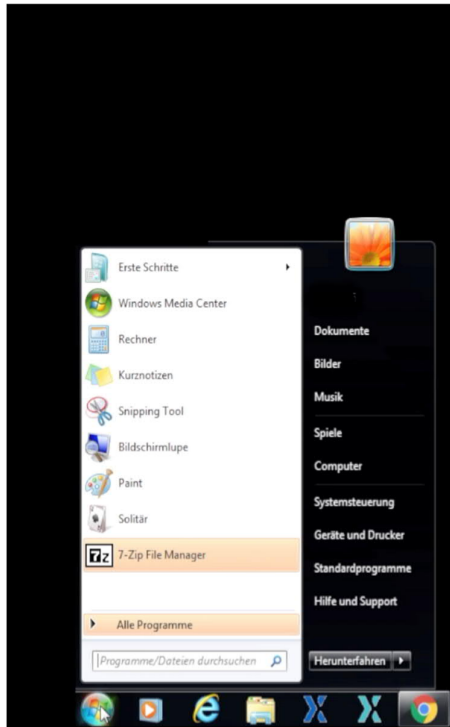 Erste Schritte
Windows Media Center
Rechner
Kurznotizen
Snipping Tool
Bildschirmlupe
Paint
Solitär
7z 7-Zip File Manager
Alle Programme
Programme/Dateien durchsuchen
Dokumente
Bilder
Musik
Spiele
Computer
Systemsteuerung
Geräte und Drucker
Standardprogramme
Hilfe und Support
Herunterfahren